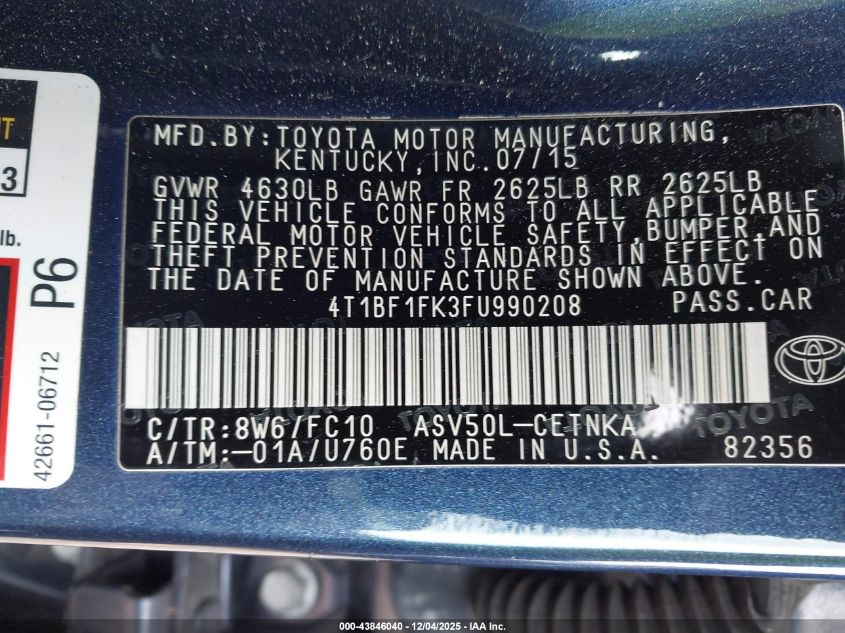 MFD. BY: TOYOTA MOTOR MANUFACTURING,
KENTUCKY, INC. 07/15
GVWR 4630LB GAWR FR 2625LB RR 2625LB
THIS VEHICLE CONFORMS TO ALL APPLICABLE
FEDERAL MOTOR VEHICLE SAFETY, BUMPER, AND
THEFT PREVENTION STANDARDS IN EFFECT ON
THE DATE OF MANUFACTURE SHOWN ABOVE.
4T1BF1FK3FU990208 PASS. CAR
C/TR: 8W6/FC10 ASV50L-CETNKA
A/TM: -01A/U760E MADE IN U.S.A. 82356
TOYOTA
3
lb.
P6
42661-06712
000-43846040 - 12/04/2025 - IAA Inc.